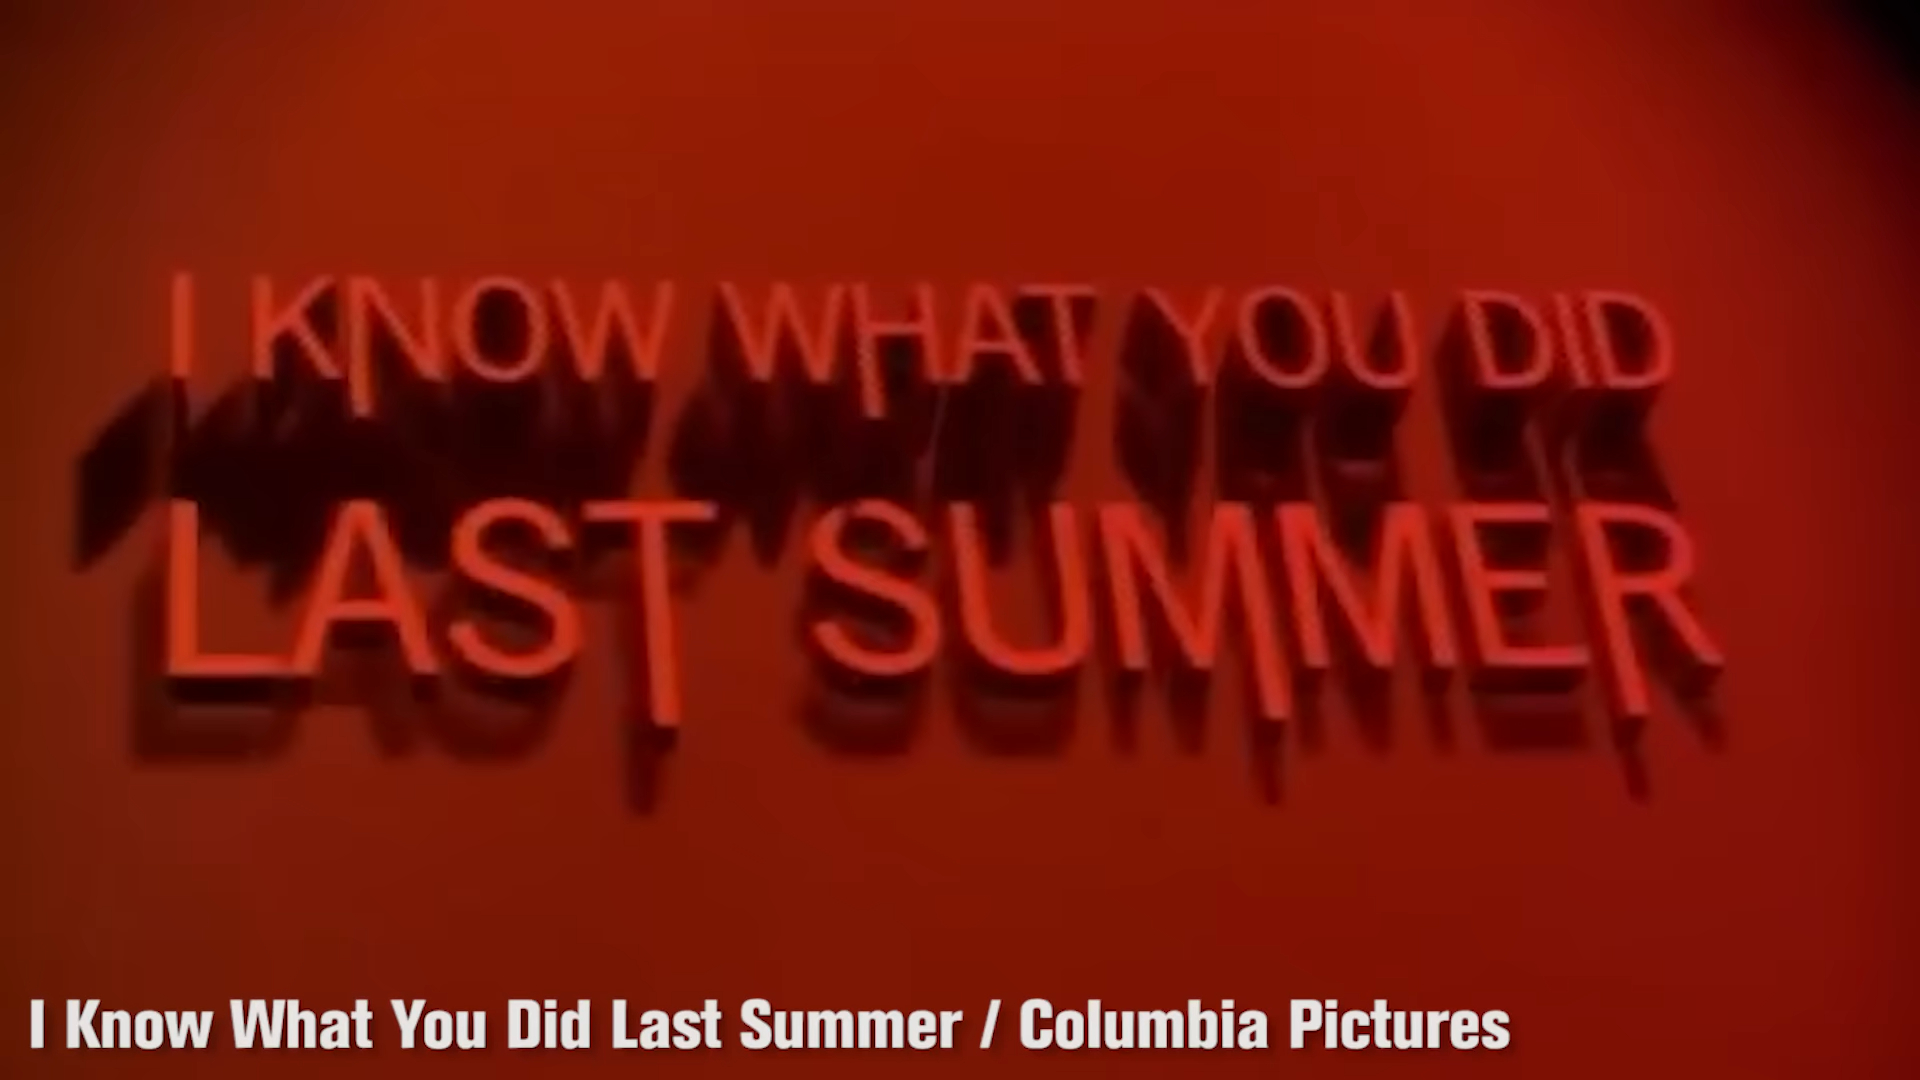 I KNOW WHAT YOU DID
LAST SUMMER
I Know What You Did Last Summer / Columbia Pictures